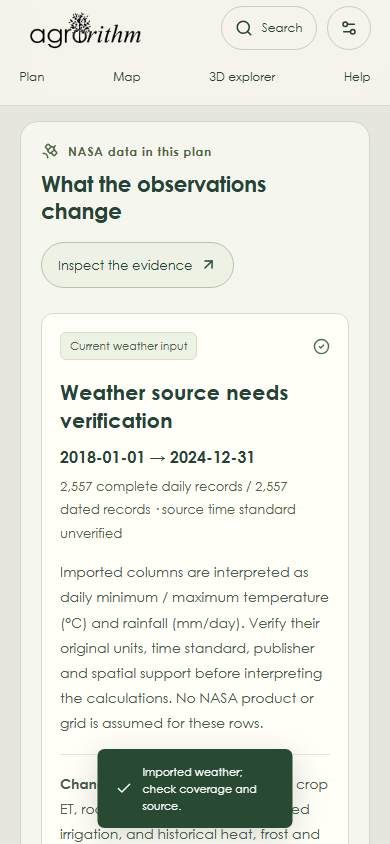 agrorithm
Search
Plan
Map
3D explorer
Help
NASA data in this plan
What the observations
change
Inspect the evidence
Current weather input
Weather source needs
verification
2018-01-01 → 2024-12-31
2,557 complete daily records / 2,557
dated records · source time standard
unverified
Imported columns are interpreted as
daily minimum / maximum temperature
(°C) and rainfall (mm/day). Verify their
original units, time standard, publisher
and spatial support before interpreting
the calculations. No NASA product or
grid is assumed for these rows.
crop
ET,
irrigation, and historical heat, frost and
Imported weather;
check coverage and
source.